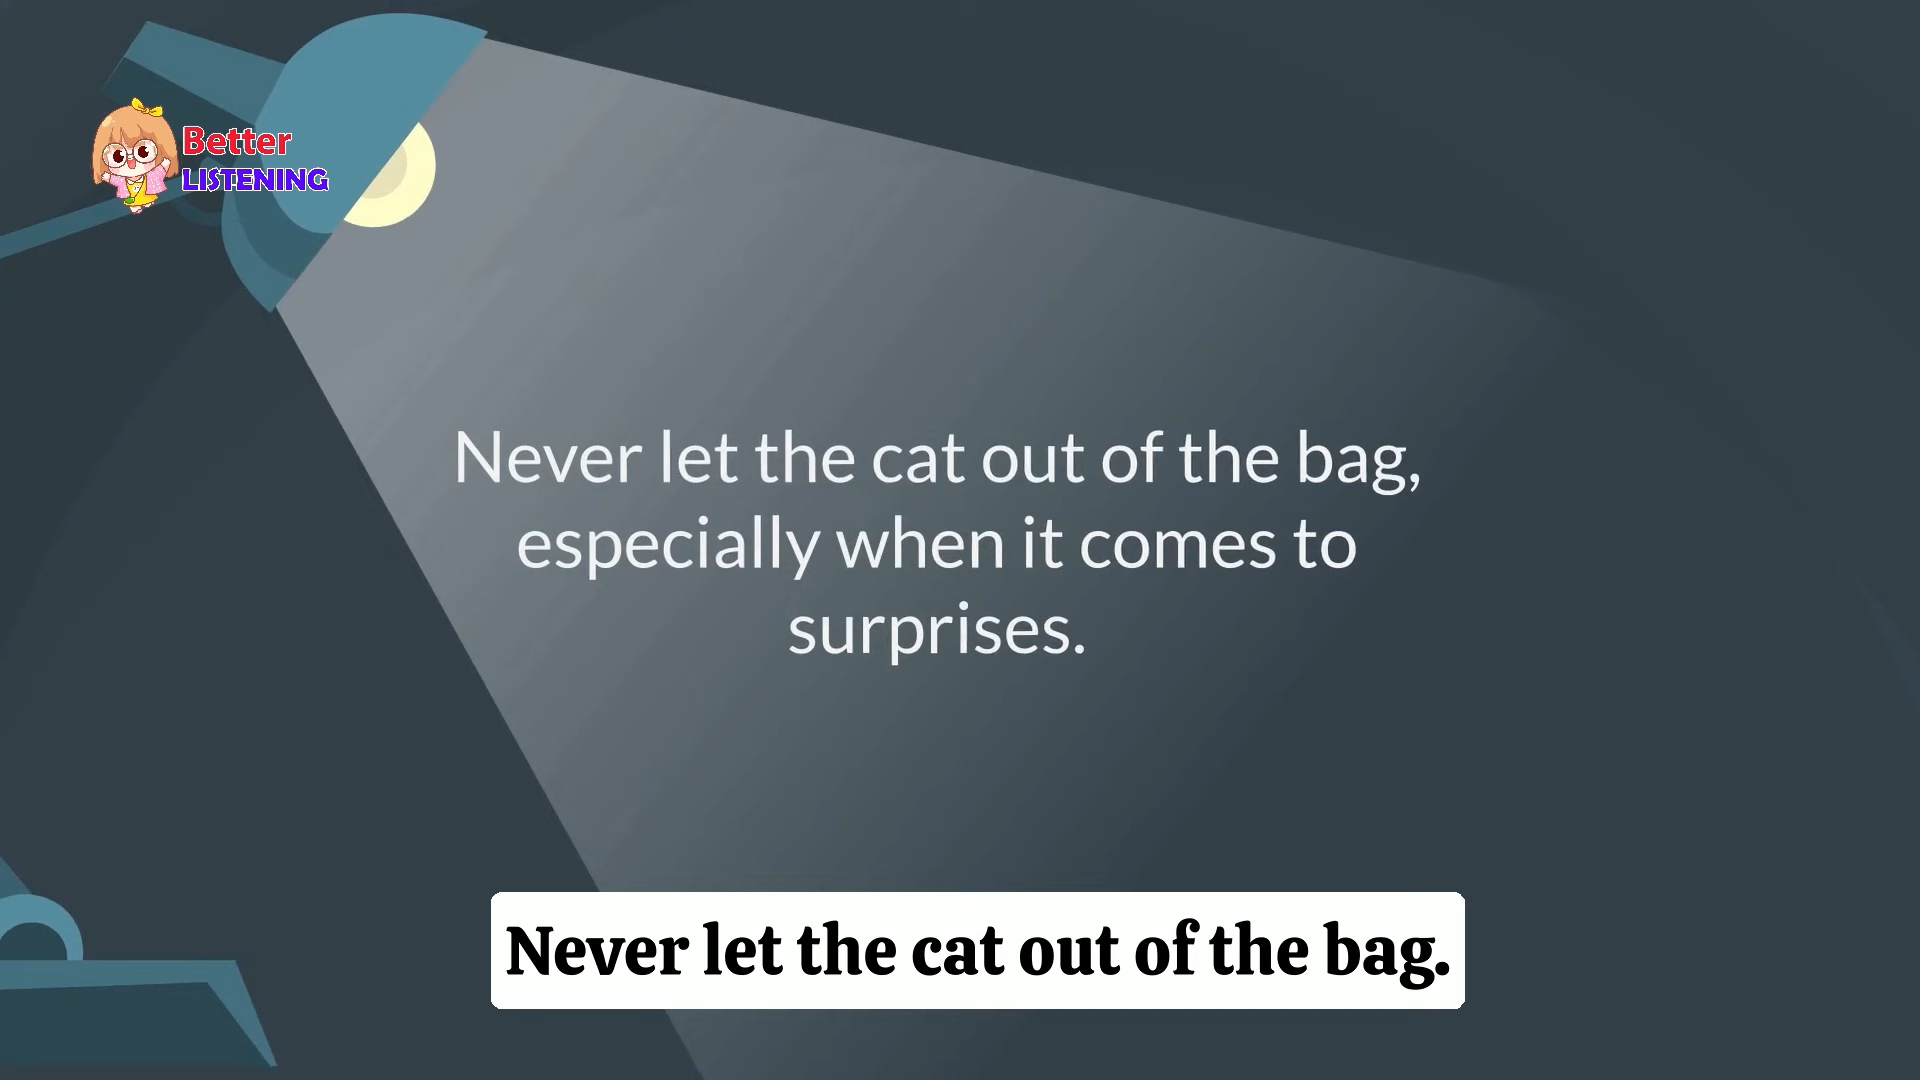 Better
LISTENING
Never let the cat out of the bag,
especially when it comes to
surprises.
Never let the cat out of the bag.